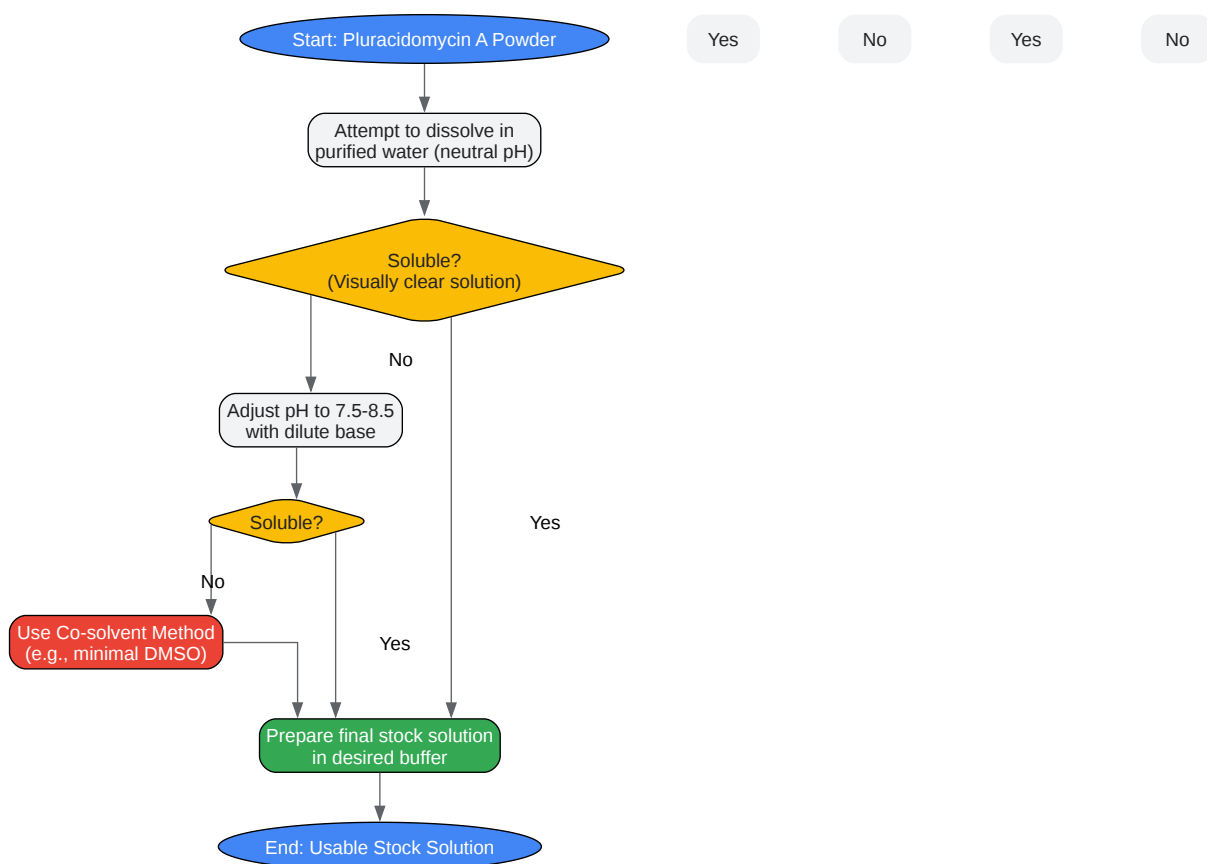 Start: Pluracidomycin A Powder
Yes
No
Yes
No
Attempt to dissolve in
purified water (neutral pH)
Soluble?
(Visually clear solution)
No
Adjust pH to 7.5-8.5
with dilute base
Soluble?
Yes
No
Use Co-solvent Method
(e.g., minimal DMSO)
Yes
Prepare final stock solution
in desired buffer
End: Usable Stock Solution